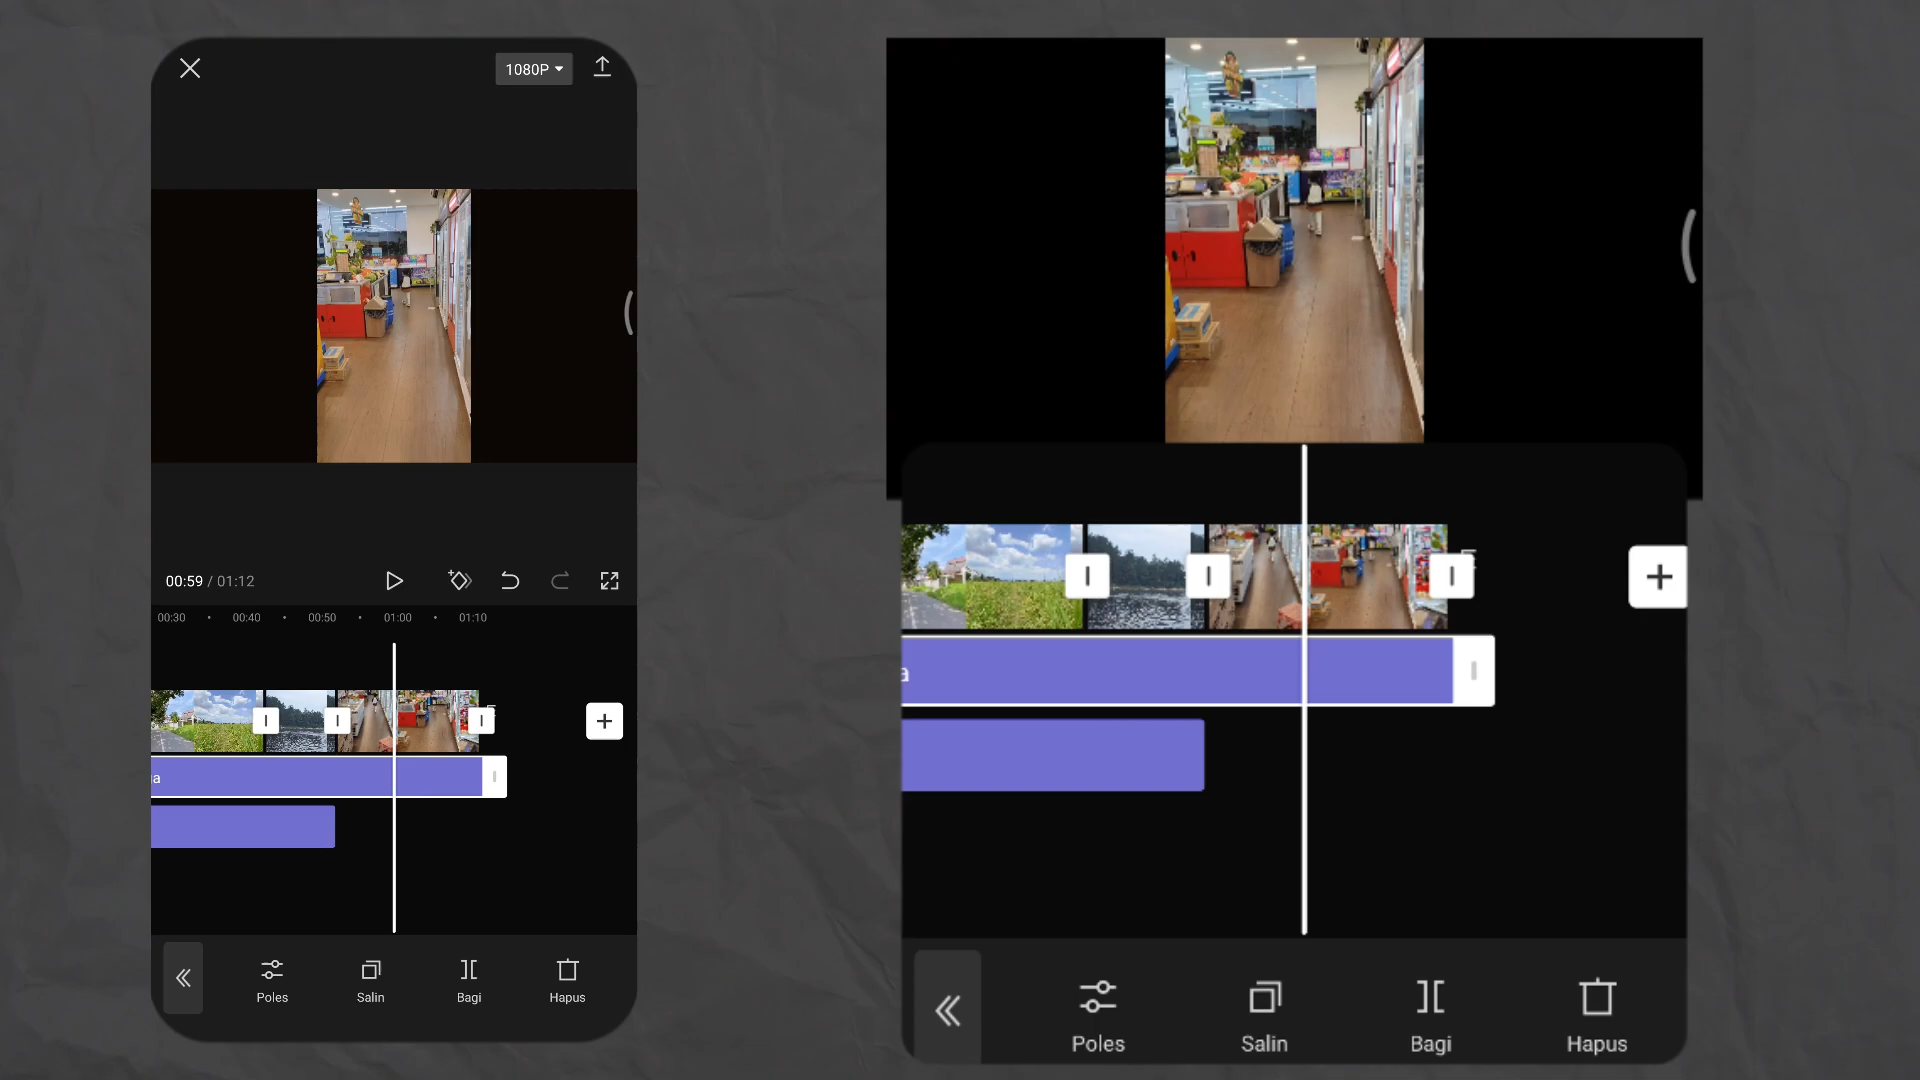 1080P
00:59 / 01:12
00:30 • 00:40 • 00:50 • 01:00 • 01:10
a
Poles Salin Bagi Hapus
a
Poles Salin Bagi Hapus